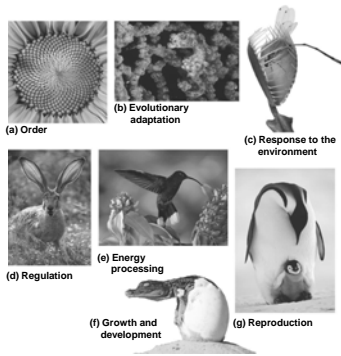 (a) Order
(b) Evolutionary
adaptation
(c) Response to the
environment
(d) Regulation
(e) Energy
processing
(f) Growth and
development
(g) Reproduction